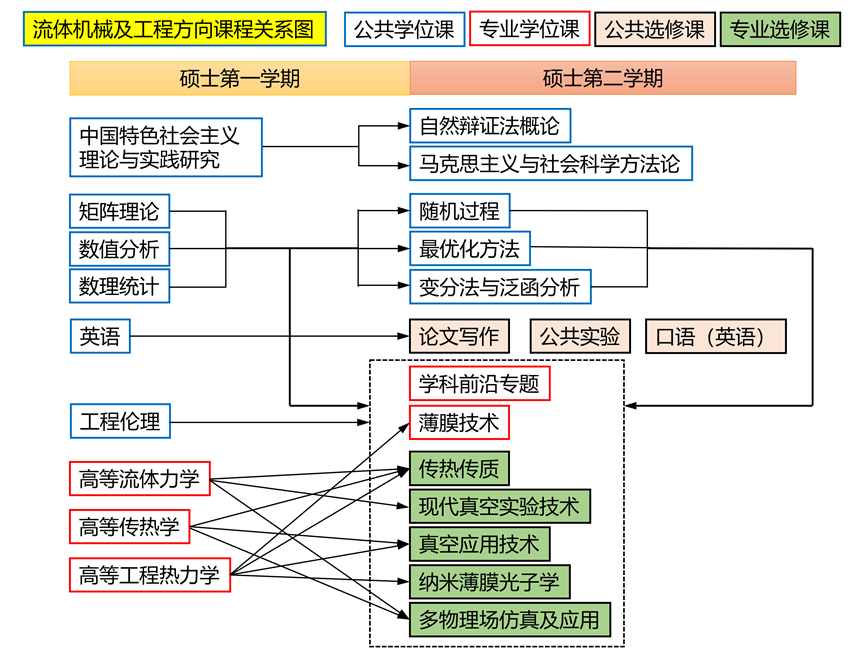 流体机械及工程方向课程关系图
公共学位课
专业学位课
公共选修课
专业选修课
硕士第一学期
硕士第二学期
中国特色社会主义
理论与实践研究
自然辩证法概论
马克思主义与社会科学方法论
矩阵理论
数值分析
数理统计
随机过程
最优化方法
变分法与泛函分析
英语
论文写作
公共实验
口语（英语）
学科前沿专题
工程伦理
薄膜技术
高等流体力学
高等传热学
高等工程热力学
传热传质
现代真空实验技术
真空应用技术
纳米薄膜光子学
多物理场仿真及应用